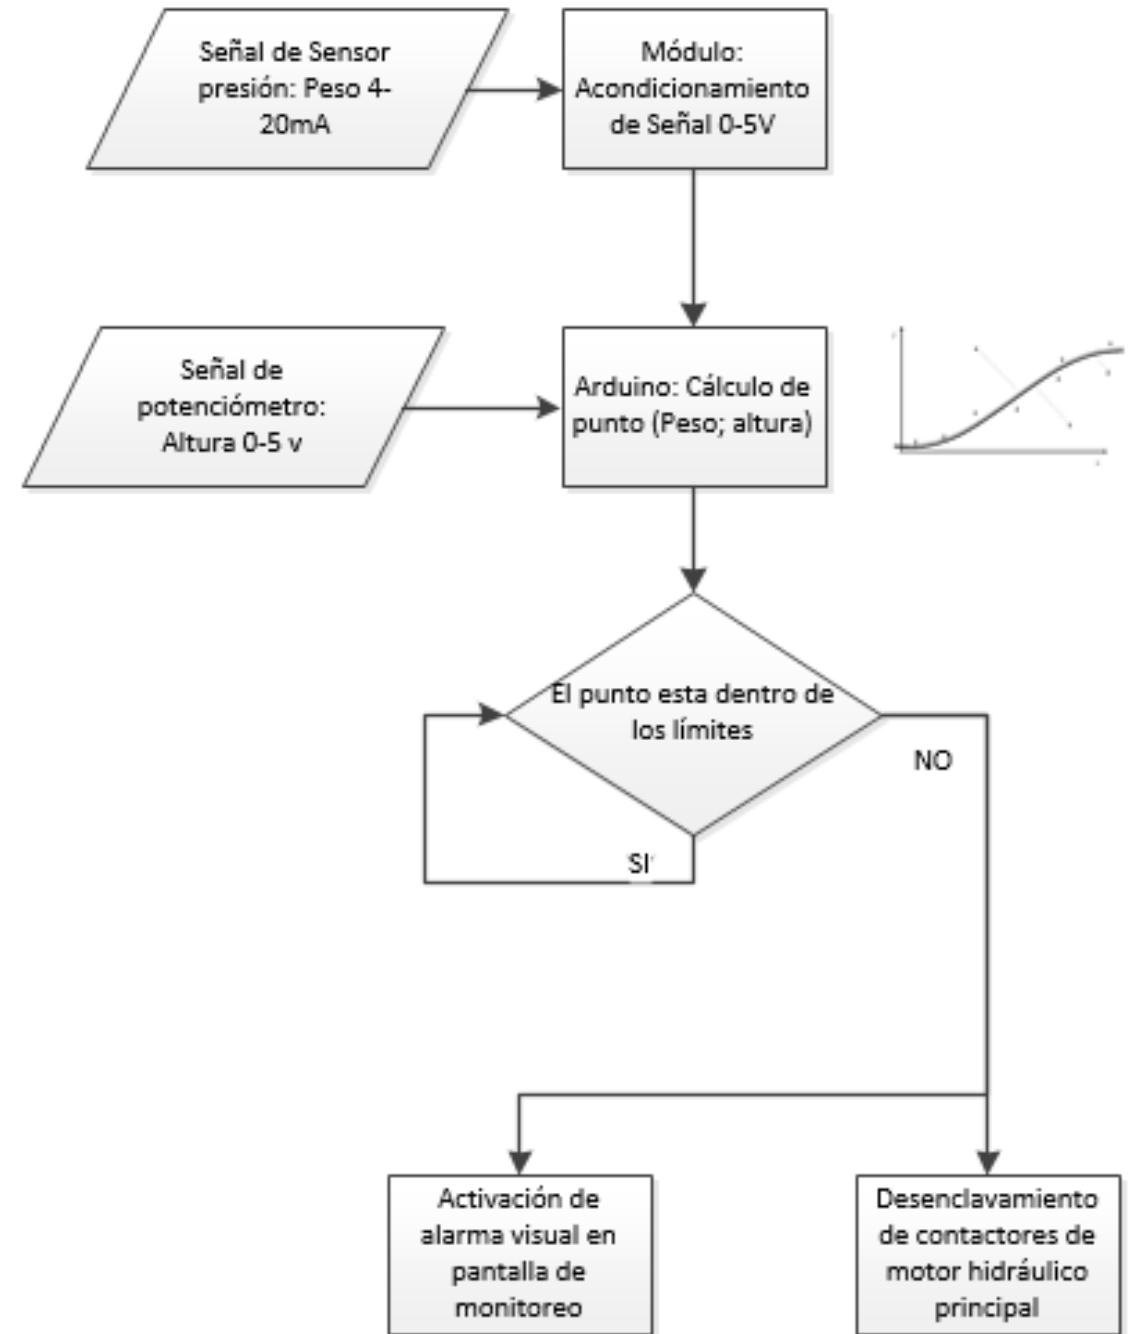 Señal de Sensor
presión: Peso 4-
20mA
Módulo:
Acondicionamiento
de Señal 0-5V
Señal de
potenciómetro:
Altura 0-5 v
Arduino: Cálculo de
punto (Peso; altura)
El punto esta dentro de
los límites
NO
SI
Activación de
alarma visual en
pantalla de
monitoreo
Desenclavamiento
de contactores de
motor hidráulico
principal